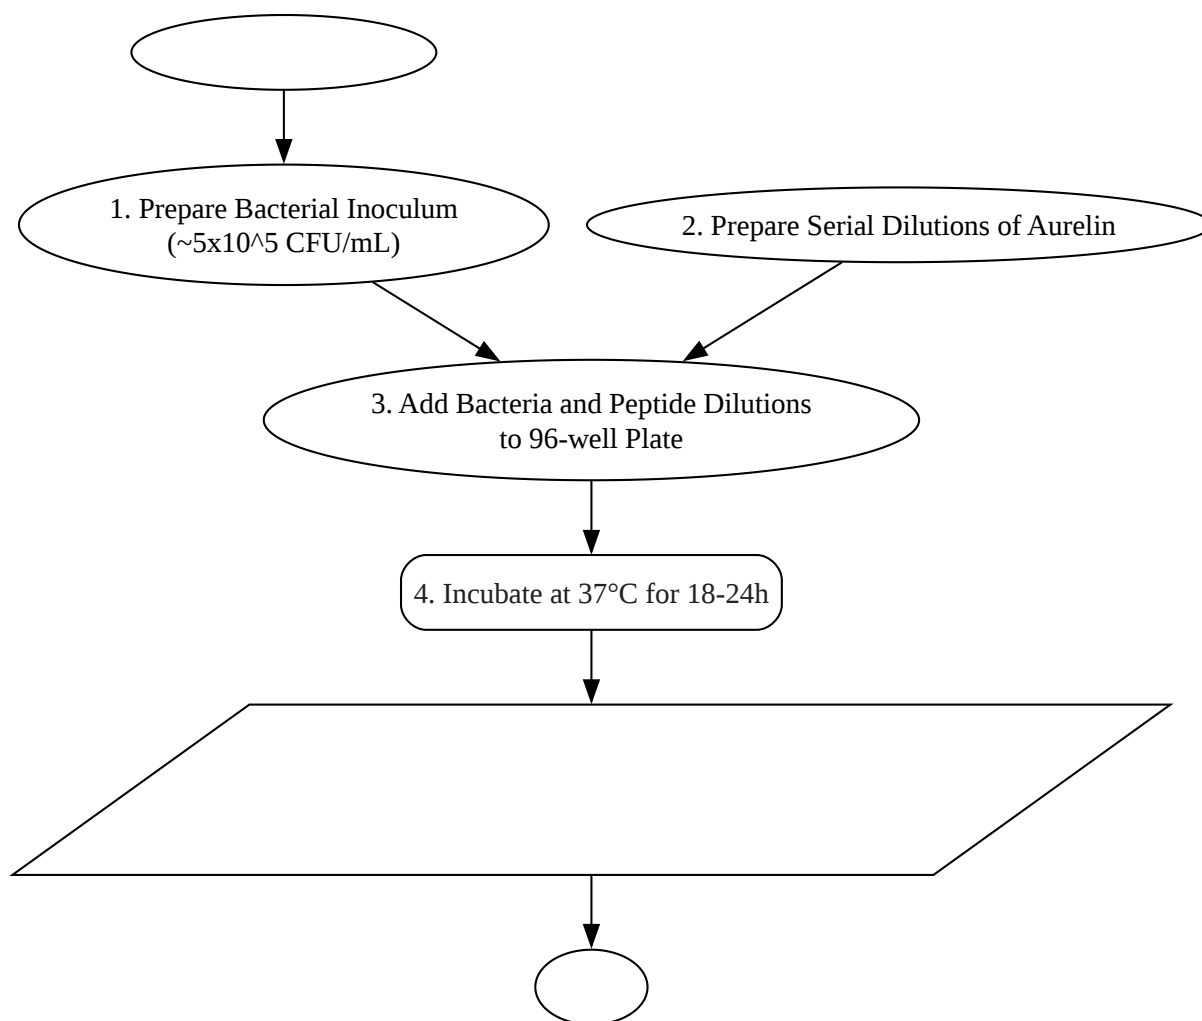 1. Prepare Bacterial Inoculum
(~5x10^5 CFU/mL)
2. Prepare Serial Dilutions of Aurelin
3. Add Bacteria and Peptide Dilutions
to 96-well Plate
4. Incubate at 37°C for 18-24h